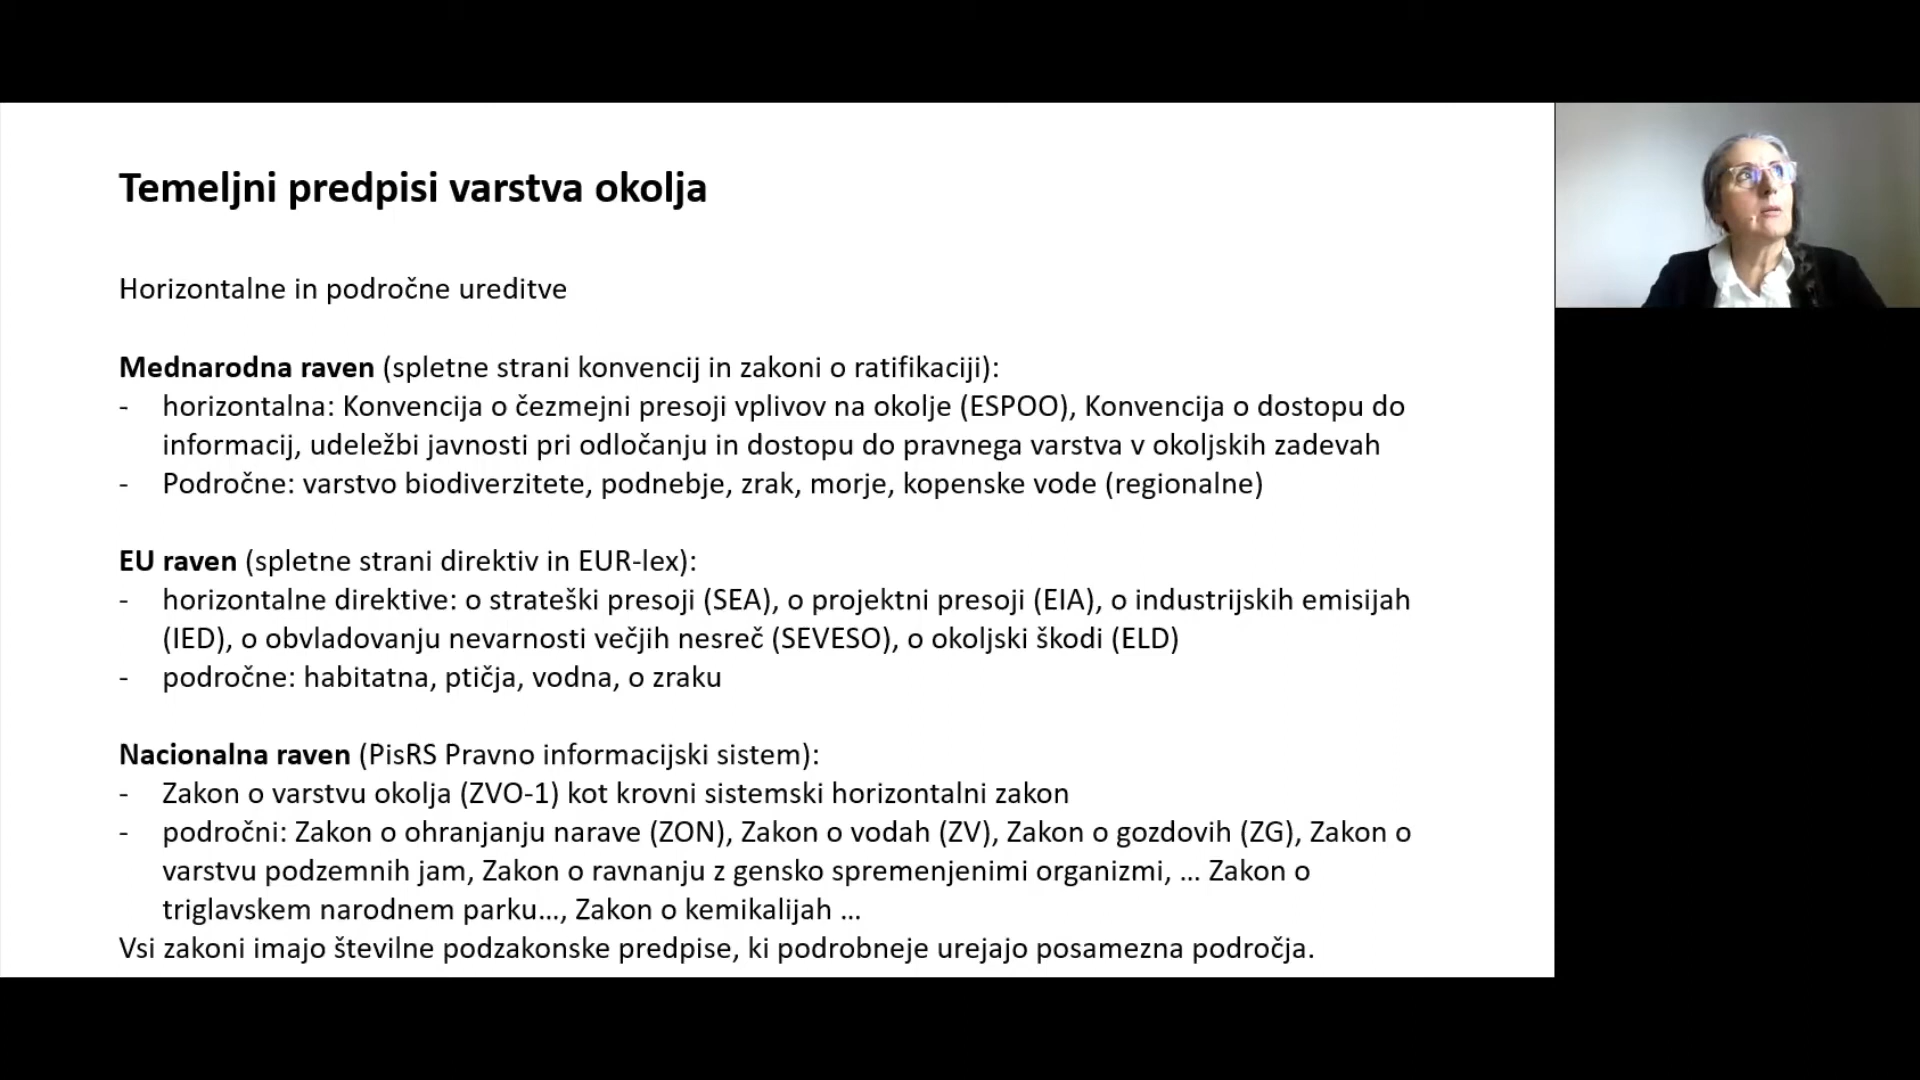 Temeljni predpisi varstva okolja
Horizontalne in področne ureditve
Mednarodna raven (spletne strani konvencij in zakoni o ratifikaciji):
- horizontalna: Konvencija o čezmejni presoji vplivov na okolje (ESPOO), Konvencija o dostopu do
informacij, udeležbi javnosti pri odločanju in dostopu do pravnega varstva v okoljskih zadevah
- Področne: varstvo biodiverzitete, podnebje, zrak, morje, kopenske vode (regionalne)
EU raven (spletne strani direktiv in EUR-lex):
- horizontalne direktive: o strateški presoji (SEA), o projektni presoji (EIA), o industrijskih emisijah
(IED), o obvladovanju nevarnosti večjih nesreč (SEVESO), o okoljski škodi (ELD)
- področne: habitatna, ptičja, vodna, o zraku
Nacionalna raven (PisRS Pravno informacijski sistem):
- Zakon o varstvu okolja (ZVO-1) kot krovni sistemski horizontalni zakon
- področni: Zakon o ohranjanju narave (ZON), Zakon o vodah (ZV), Zakon o gozdovih (ZG), Zakon o
varstvu podzemnih jam, Zakon o ravnanju z gensko spremenjenimi organizmi, … Zakon o
triglavskem narodnem parku…, Zakon o kemikalijah …
Vsi zakoni imajo številne podzakonske predpise, ki podrobneje urejajo posamezna področja.